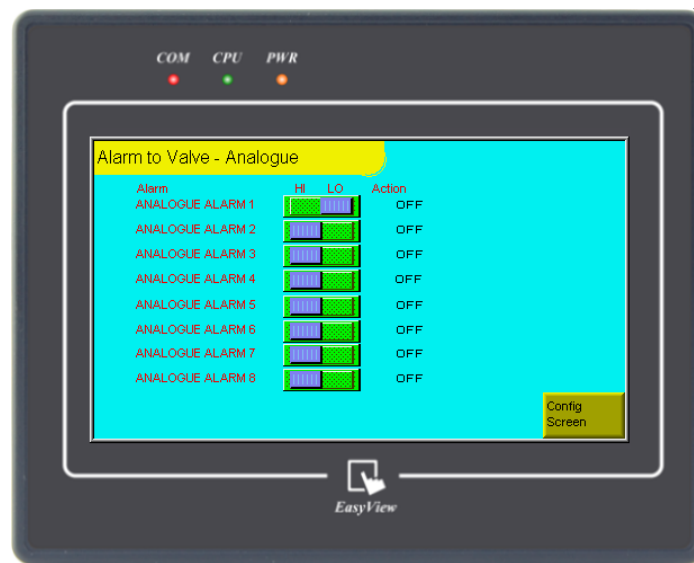 COM CPU PWR
Alarm to Valve - Analogue
Alarm HI LO Action
ANALOGUE ALARM 1 OFF
ANALOGUE ALARM 2 OFF
ANALOGUE ALARM 3 OFF
ANALOGUE ALARM 4 OFF
ANALOGUE ALARM 5 OFF
ANALOGUE ALARM 6 OFF
ANALOGUE ALARM 7 OFF
ANALOGUE ALARM 8 OFF
Config
Screen
EasyView